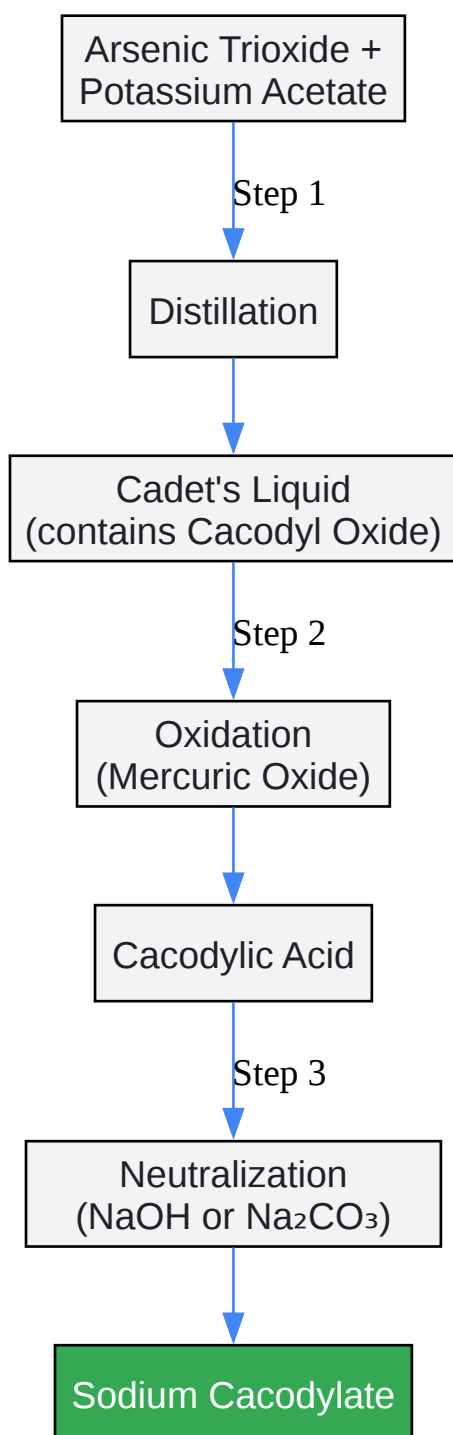 Arsenic Trioxide +
Potassium Acetate
Step 1
Distillation
Cadet's Liquid
(contains Cacodyl Oxide)
Step 2
Oxidation
(Mercuric Oxide)
Cacodylic Acid
Step 3
Neutralization
(NaOH or Na₂CO₃)
Sodium Cacodylate